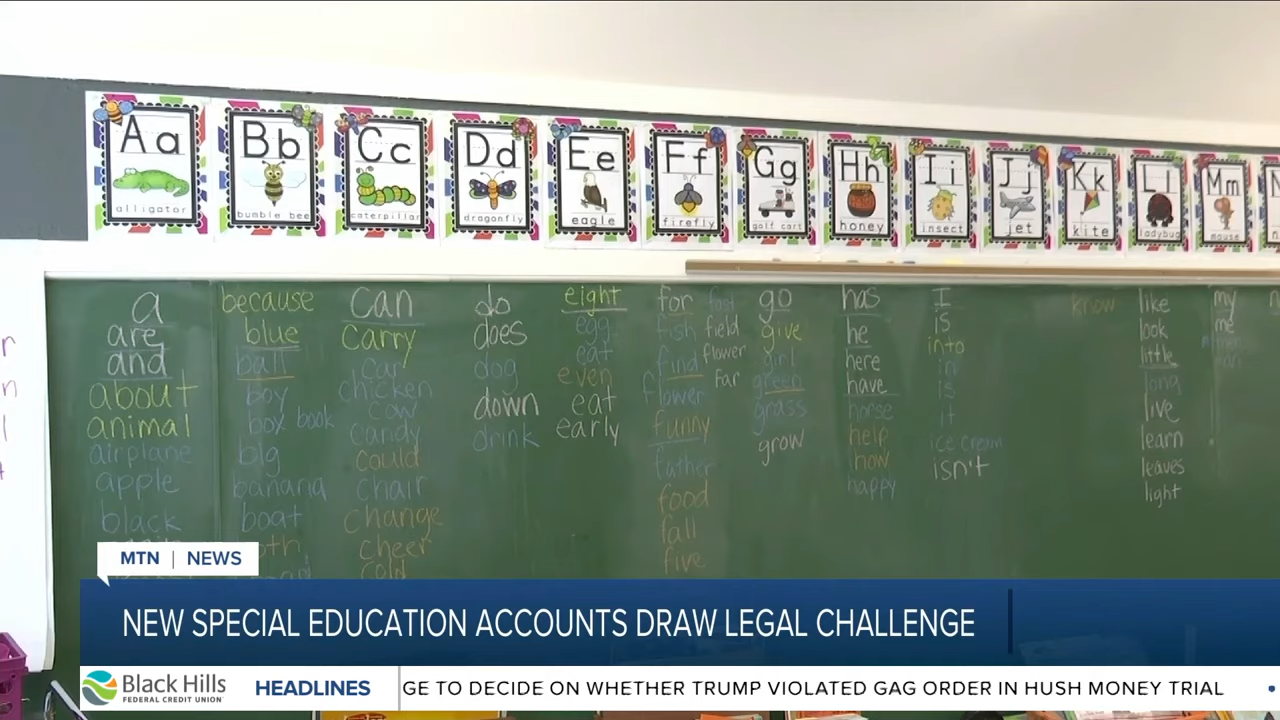 Aa
alligator
Bb
bumble bee
Cc
caterpillar
Dd
dragonfly
Ee
eagle
Ff
firefly
Gg
golf cart
Hh
honey
Ii
insect
Jj
jet
Kk
kite
Ll
ladybug
Mm
mouse
a
are
and
about
animal
airplane
apple
black
because
blue
ball
boy
box book
big
banana
boat
can
carry
car
chicken
cow
candy
could
chair
change
cheer
cold
do
does
dog
down
drink
eight
egg
eat
even
eat
early
for
fish
find
flower
funny
father
food
fall
five
fast
field
flower
far
go
give
girl
green
grass
grow
has
he
here
have
horse
help
how
happy
I
is
into
in
is
it
ice cream
isn't
know
like
look
little
long
live
learn
leaves
light
my
me
MTN | NEWS
NEW SPECIAL EDUCATION ACCOUNTS DRAW LEGAL CHALLENGE
Black Hills
FEDERAL CREDIT UNION
HEADLINES
GE TO DECIDE ON WHETHER TRUMP VIOLATED GAG ORDER IN HUSH MONEY TRIAL